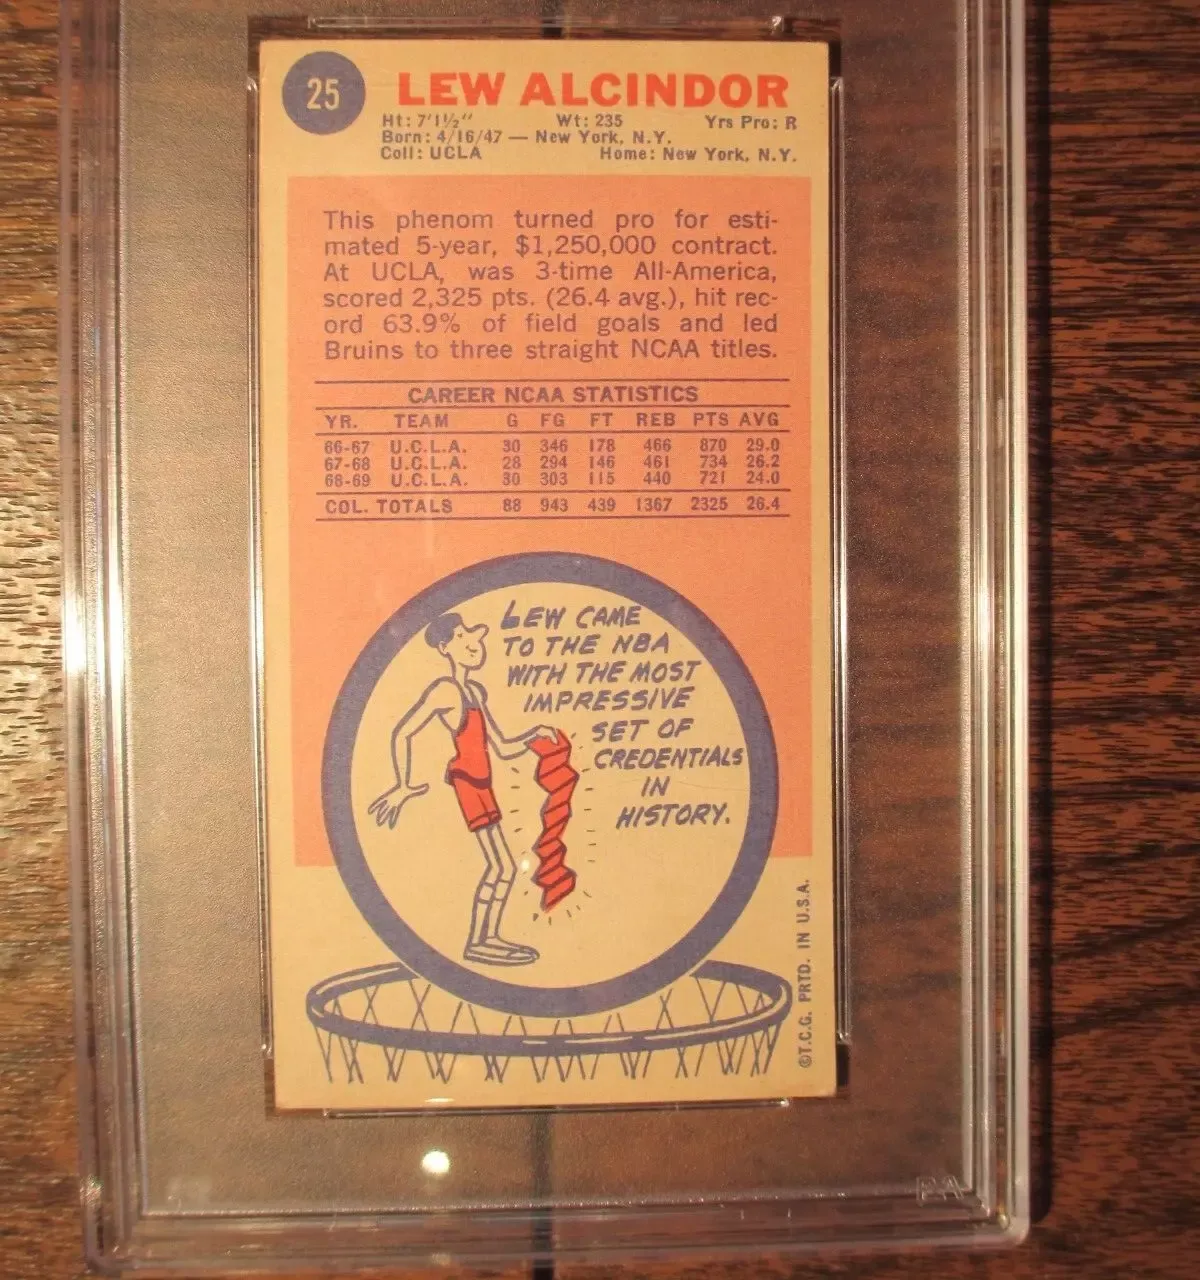 25
LEW ALCINDOR
Ht: 7'1½" Wt: 235 Yrs Pro: R
Born: 4/16/47 — New York, N.Y.
Coll: UCLA Home: New York, N.Y.
This phenom turned pro for esti-
mated 5-year, $1,250,000 contract.
At UCLA, was 3-time All-America,
scored 2,325 pts. (26.4 avg.), hit rec-
ord 63.9% of field goals and led
Bruins to three straight NCAA titles.
CAREER NCAA STATISTICS
YR. TEAM G FG FT REB PTS AVG
66-67 U.C.L.A. 30 346 178 466 870 29.0
67-68 U.C.L.A. 28 294 146 461 734 26.2
68-69 U.C.L.A. 30 303 115 440 721 24.0
COL. TOTALS 88 943 439 1367 2325 26.4
LEW CAME
TO THE NBA
WITH THE MOST
IMPRESSIVE
SET OF
CREDENTIALS
IN
HISTORY.
©T.C.G. PRTD. IN U.S.A.